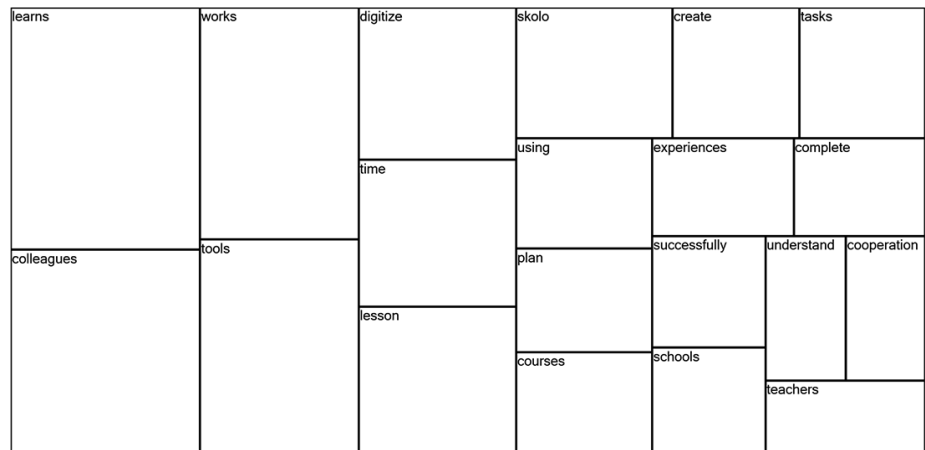 learns
works
digitize
skolo
create
tasks
using
experiences
complete
time
successfully
understand
cooperation
tools
colleagues
plan
lesson
schools
courses
teachers